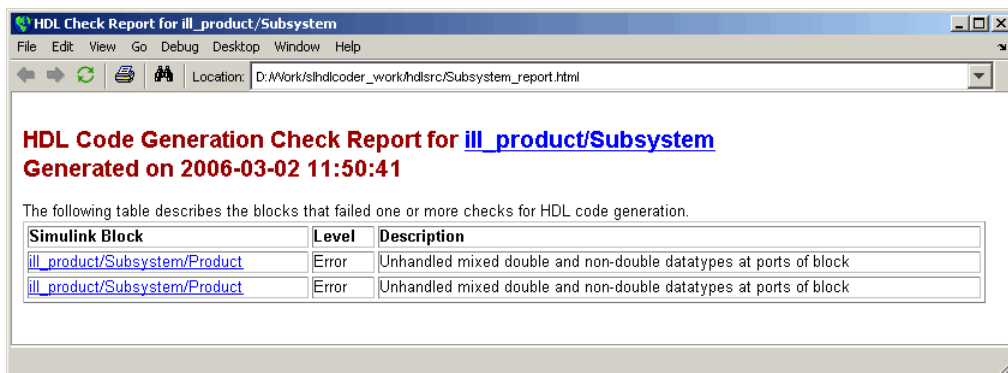 HDL Check Report for ill_product/Subsystem
File Edit View Go Debug Desktop Window Help
Location: D:/Work/slhdlcoder_work/hdlsrc/Subsystem_report.html
HDL Code Generation Check Report for ill_product/Subsystem
Generated on 2006-03-02 11:50:41
The following table describes the blocks that failed one or more checks for HDL code generation.
Simulink Block Level Description
ill_product/Subsystem/Product Error Unhandled mixed double and non-double datatypes at ports of block
ill_product/Subsystem/Product Error Unhandled mixed double and non-double datatypes at ports of block